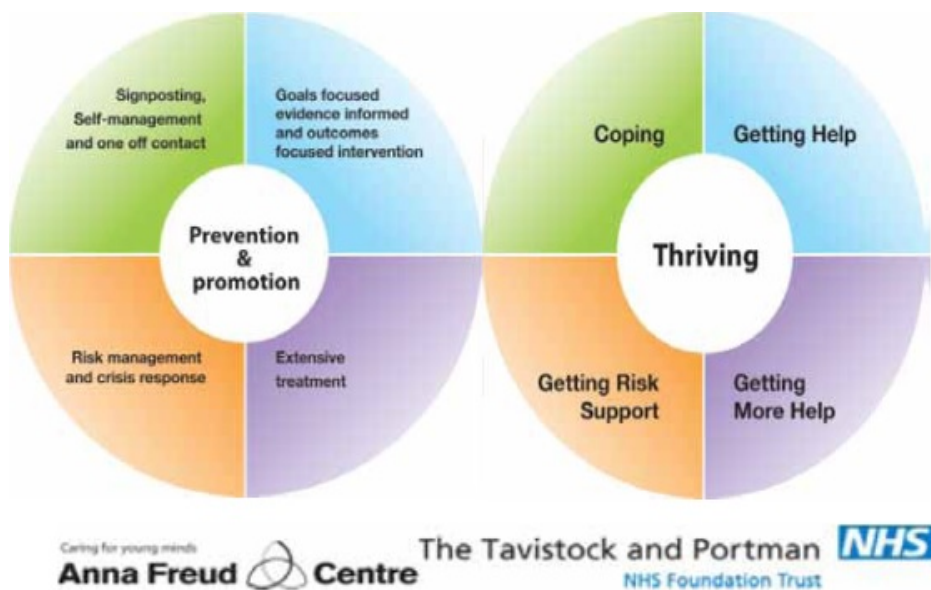 Signposting,
Self-management
and one off contact
Goals focused
evidence informed
and outcomes
focused intervention
Prevention
&
promotion
Risk management
and crisis response
Extensive
treatment
Coping
Getting Help
Thriving
Getting Risk
Support
Getting
More Help
Caring for young minds
Anna Freud Centre
The Tavistock and Portman NHS
NHS Foundation Trust